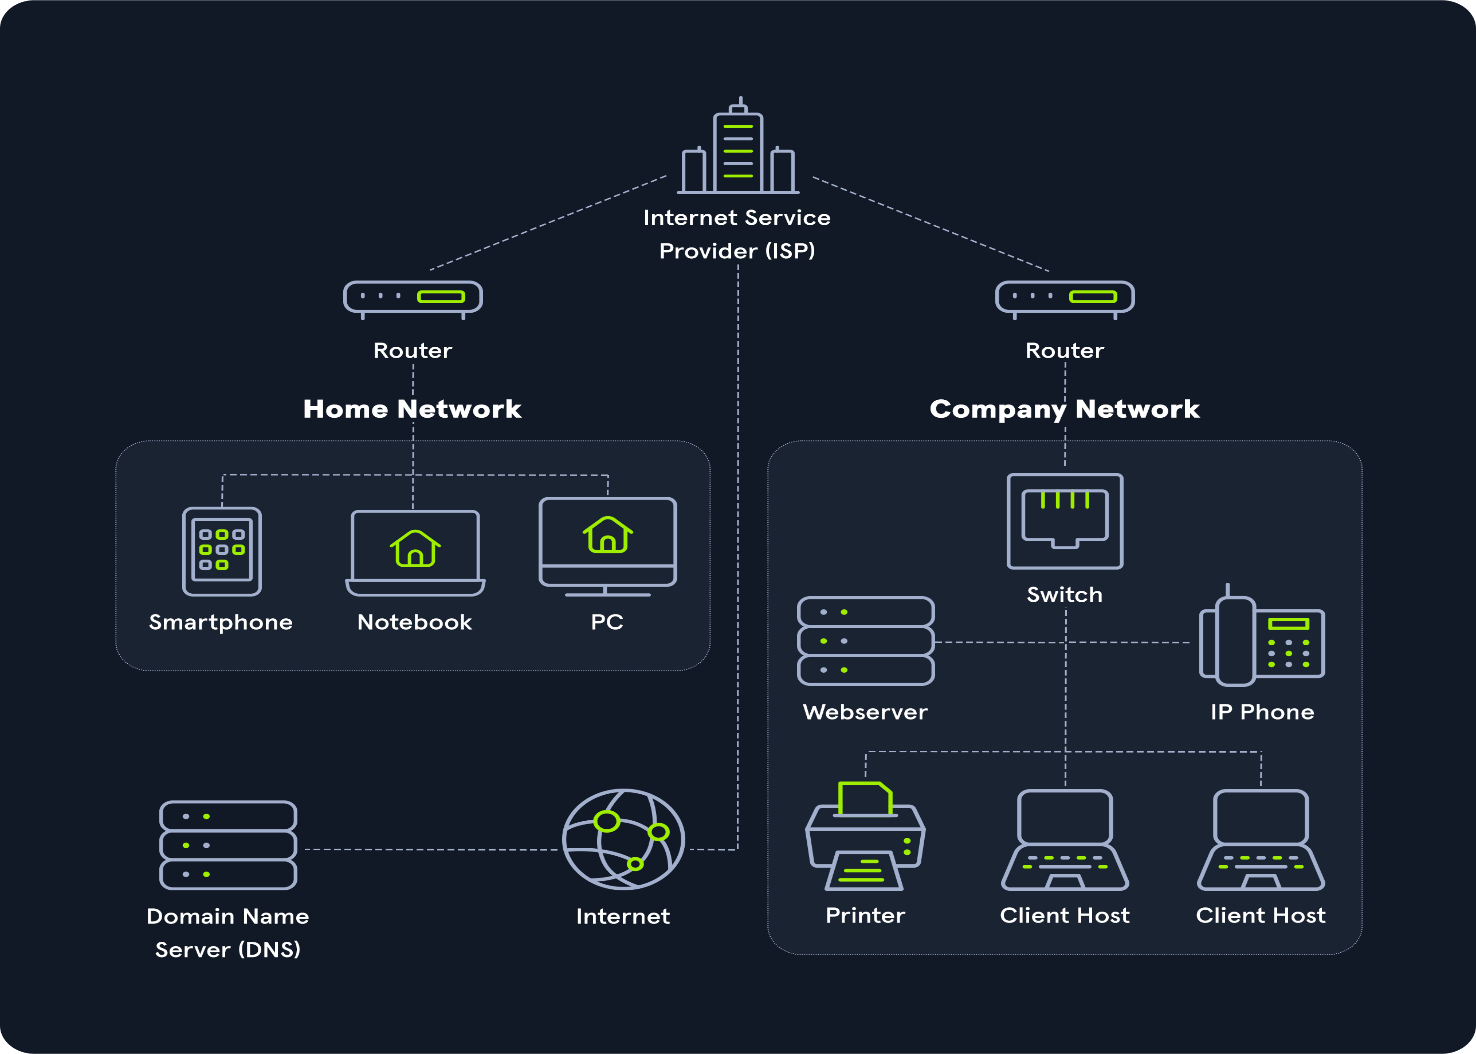 Internet Service
Provider (ISP)
Router
Router
Home Network
Company Network
Smartphone
Notebook
PC
Switch
Webserver
IP Phone
Domain Name
Server (DNS)
Internet
Printer
Client Host
Client Host